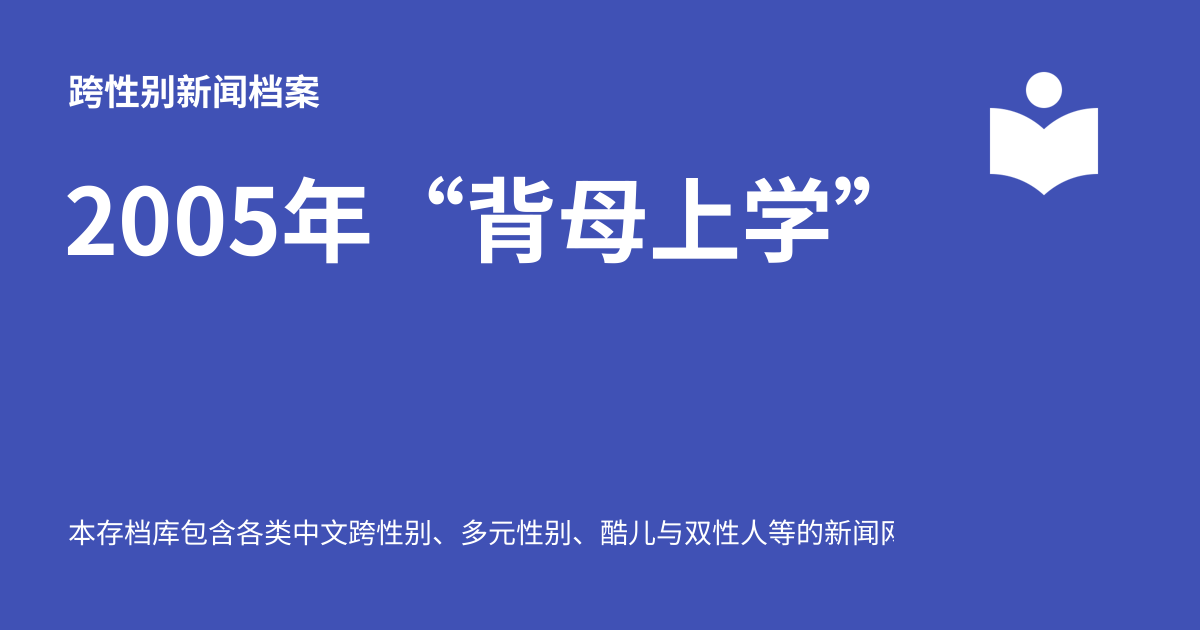 跨性别新闻档案
2005年 “背母上学”
本存档库包含各类中文跨性别、多元性别、酷儿与双性人等的新闻